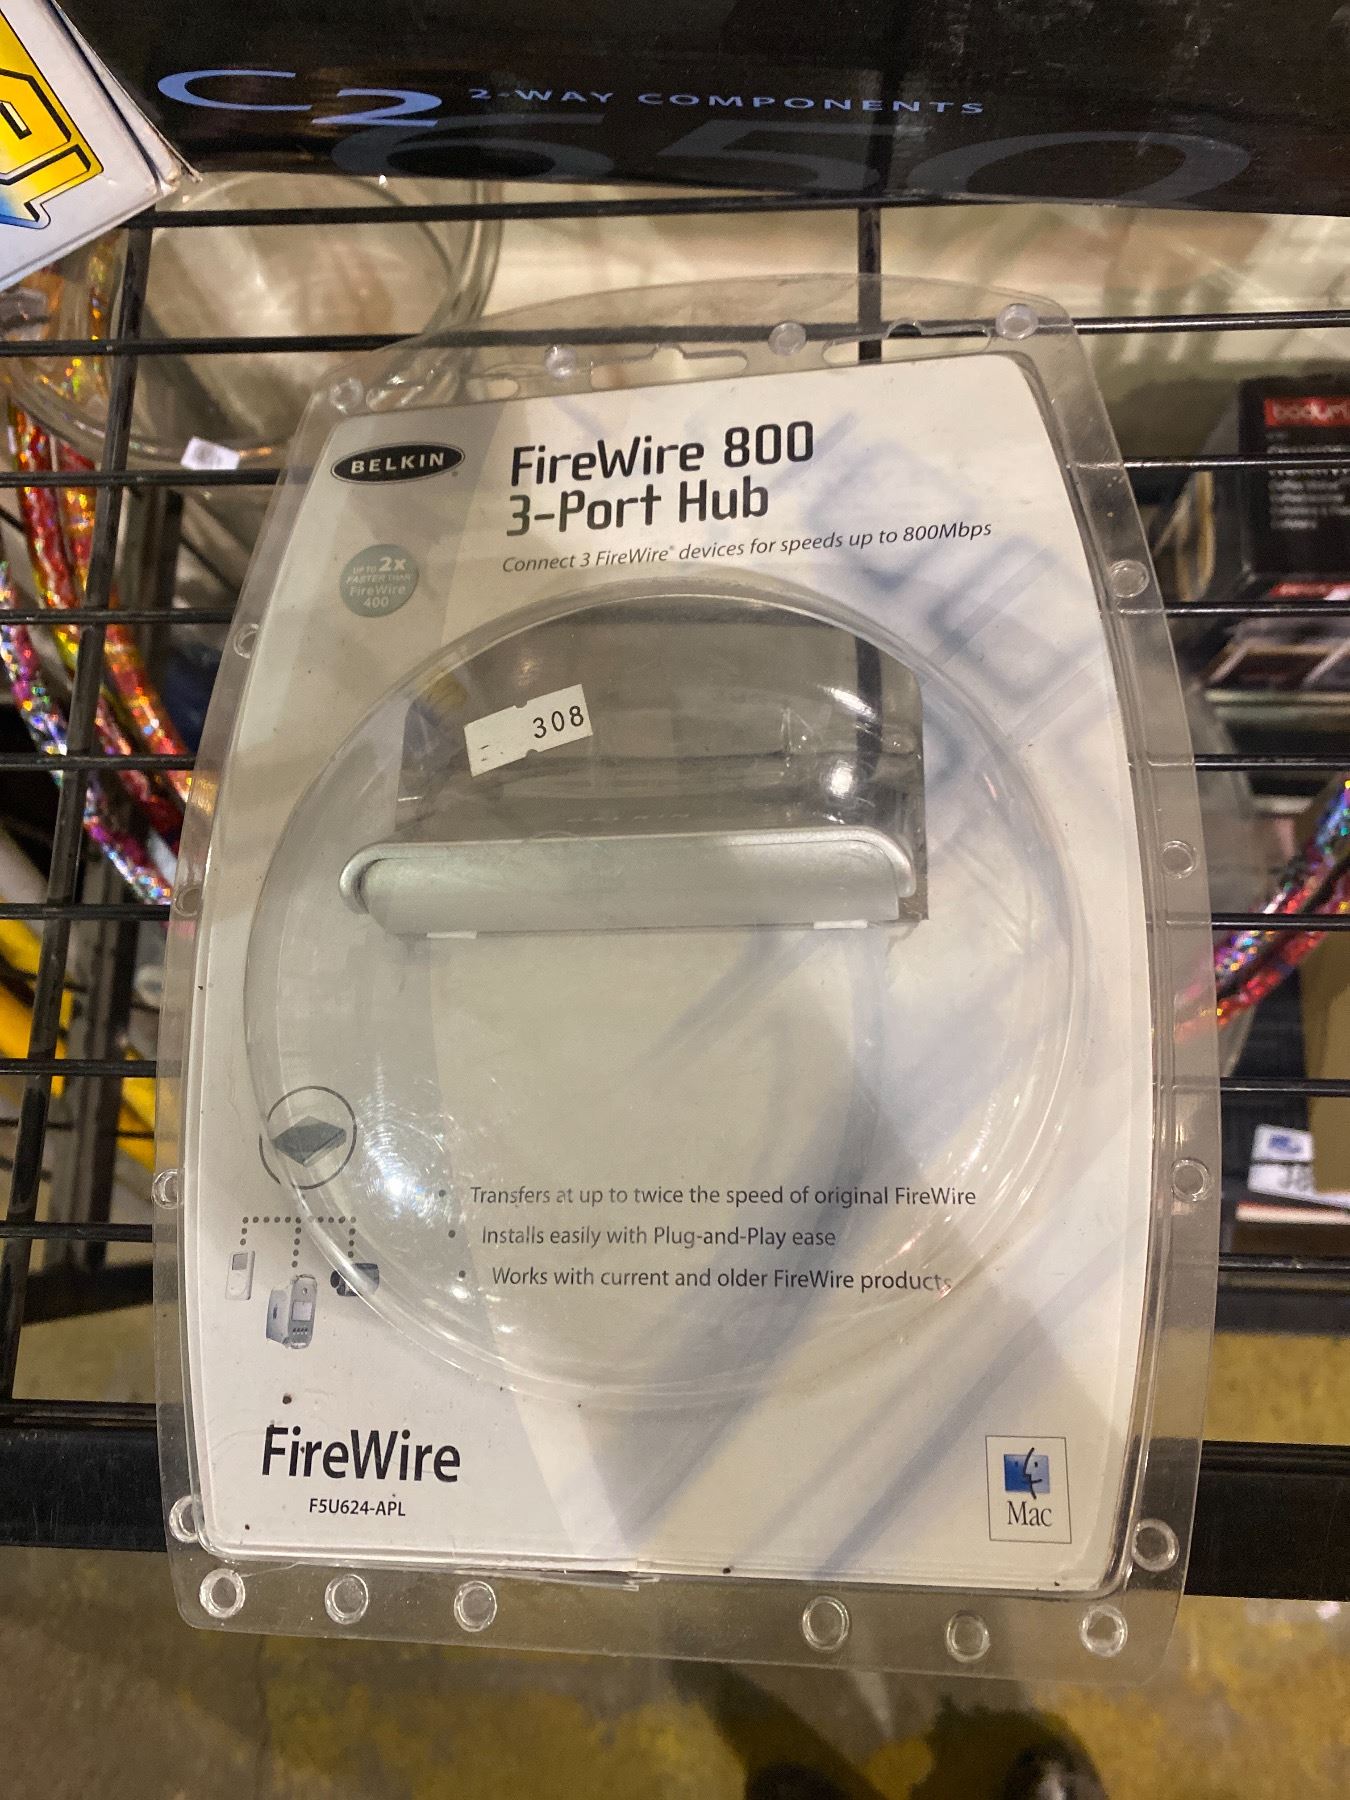 C2 2-WAY COMPONENTS
650
BELKIN
FireWire 800
3-Port Hub
Connect 3 FireWire® devices for speeds up to 800Mbps
UP TO 2x
FASTER THAN
FireWire
400
308
• Transfers at up to twice the speed of original FireWire
• Installs easily with Plug-and-Play ease
• Works with current and older FireWire products
FireWire
F5U624-APL
Mac